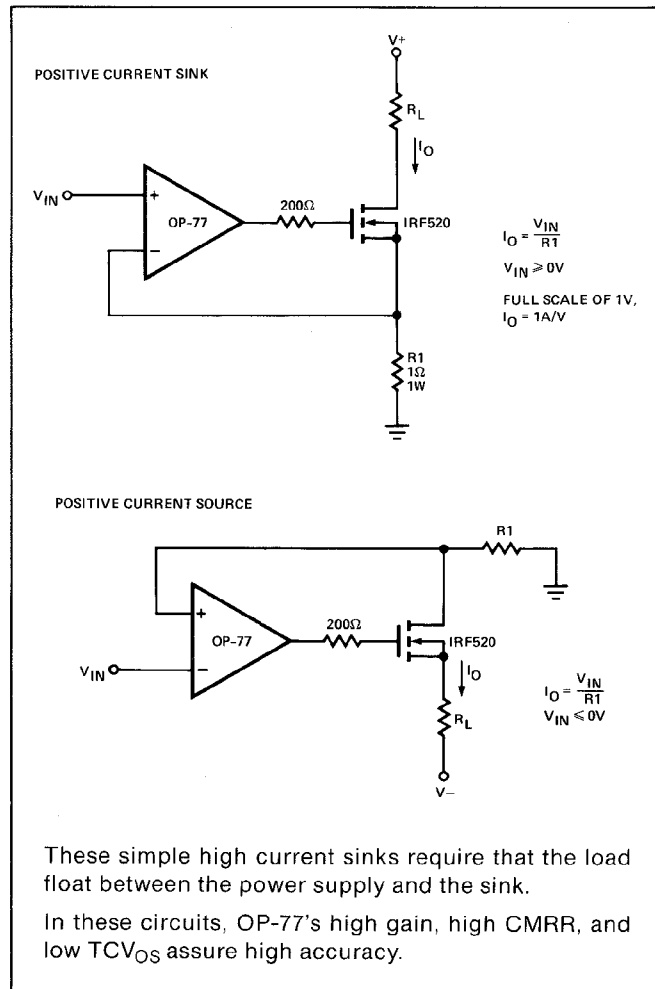 POSITIVE CURRENT SINK
V+
RL
IO
VIN
+
OP-77
−
200Ω
IRF520
IO = VIN/R1
VIN ⩾ 0V
FULL SCALE OF 1V,
IO = 1A/V
R1
1Ω
1W
POSITIVE CURRENT SOURCE
R1
+
OP-77
−
VIN
200Ω
IRF520
IO
RL
V−
IO = VIN/R1
VIN ⩽ 0V
These simple high current sinks require that the load
float between the power supply and the sink.
In these circuits, OP-77's high gain, high CMRR, and
low TCVOS assure high accuracy.